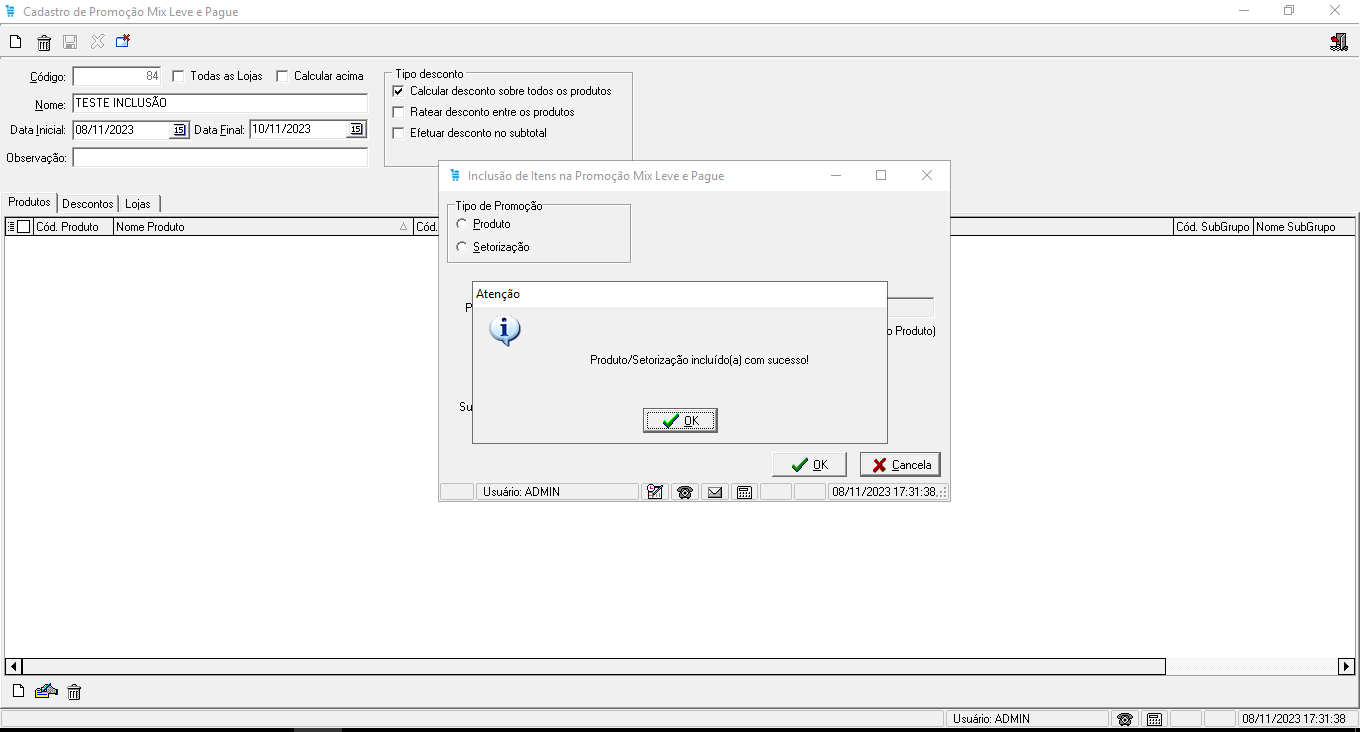 Cadastro de Promoção Mix Leve e Pague
Código: 84 Todas as Lojas Calcular acima
Nome: TESTE INCLUSÃO
Data Inicial: 08/11/2023 15 Data Final: 10/11/2023 15
Observação:
Tipo desconto
Calcular desconto sobre todos os produtos
Ratear desconto entre os produtos
Efetuar desconto no subtotal
Produtos Descontos Lojas
Cód. Produto Nome Produto Cód. Cód. SubGrupo Nome SubGrupo
Inclusão de Itens na Promoção Mix Leve e Pague
Tipo de Promoção
Produto
Setorização
P
o Produto)
Su
Atenção
Produto/Setorização incluído(a) com sucesso!
OK
OK Cancela
Usuário: ADMIN 08/11/2023 17:31:38
Usuário: ADMIN 08/11/2023 17:31:38